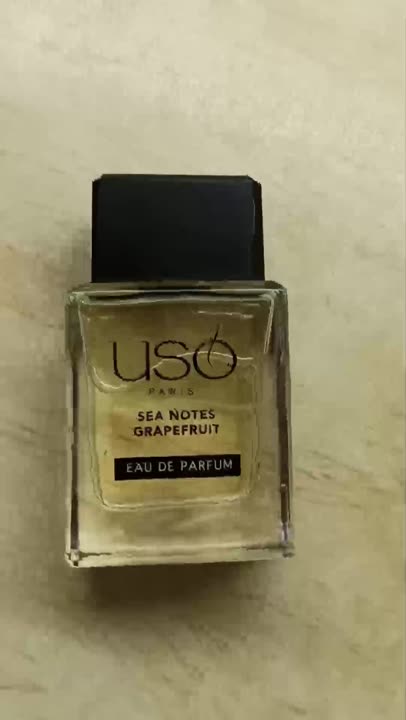 USO
PARIS
SEA NOTES
GRAPEFRUIT
EAU DE PARFUM